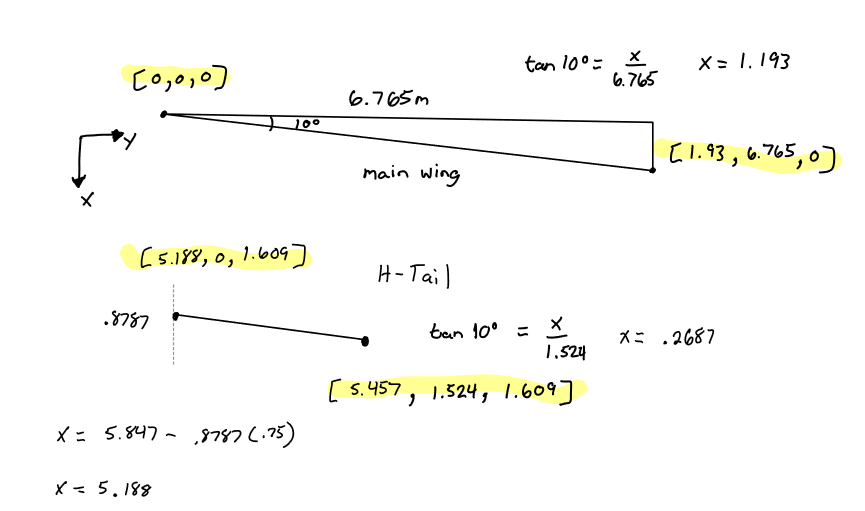 tan 10° = x/6.765 x = 1.193
[0,0,0]
6.765m
10°
y
[1.93, 6.765, 0]
main wing
x
[5.188, 0, 1.609]
H-Tail
.8787
tan 10° = x/1.524 x = .2687
[5.457, 1.524, 1.609]
x = 5.847 - .8787(.75)
x = 5.188